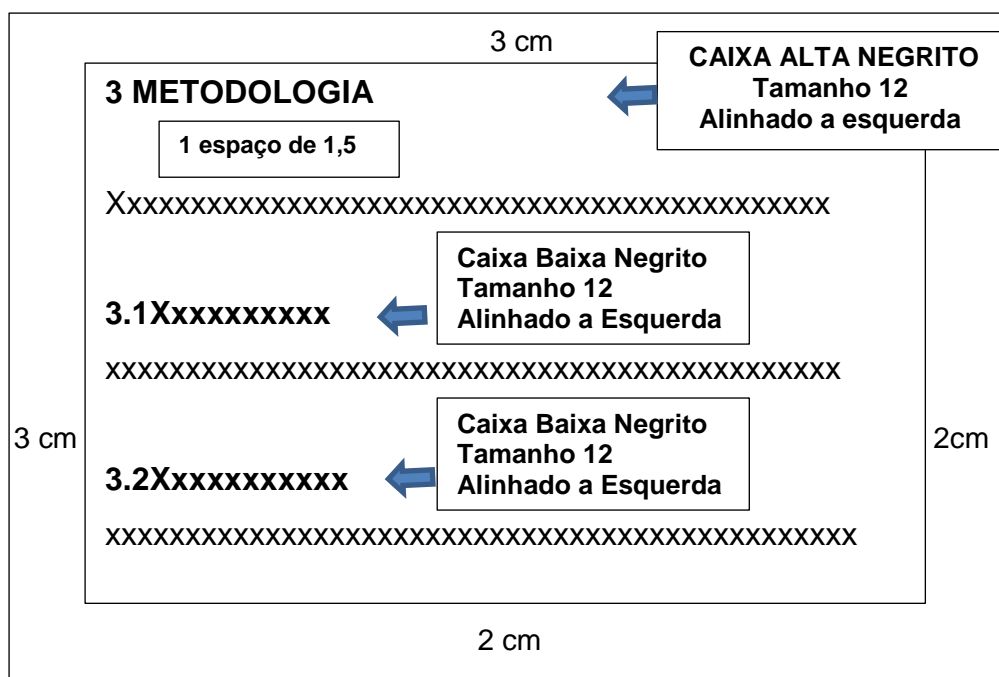 3 cm
CAIXA ALTA NEGRITO
Tamanho 12
Alinhado a esquerda
3 METODOLOGIA
1 espaço de 1,5
Xxxxxxxxxxxxxxxxxxxxxxxxxxxxxxxxxxxxxxxxxxxxxx
Caixa Baixa Negrito
Tamanho 12
Alinhado a Esquerda
3.1Xxxxxxxxxx
xxxxxxxxxxxxxxxxxxxxxxxxxxxxxxxxxxxxxxxxxxxxxxx
3 cm
Caixa Baixa Negrito
Tamanho 12
Alinhado a Esquerda
2cm
3.2Xxxxxxxxxxx
xxxxxxxxxxxxxxxxxxxxxxxxxxxxxxxxxxxxxxxxxxxxxxxx
2 cm